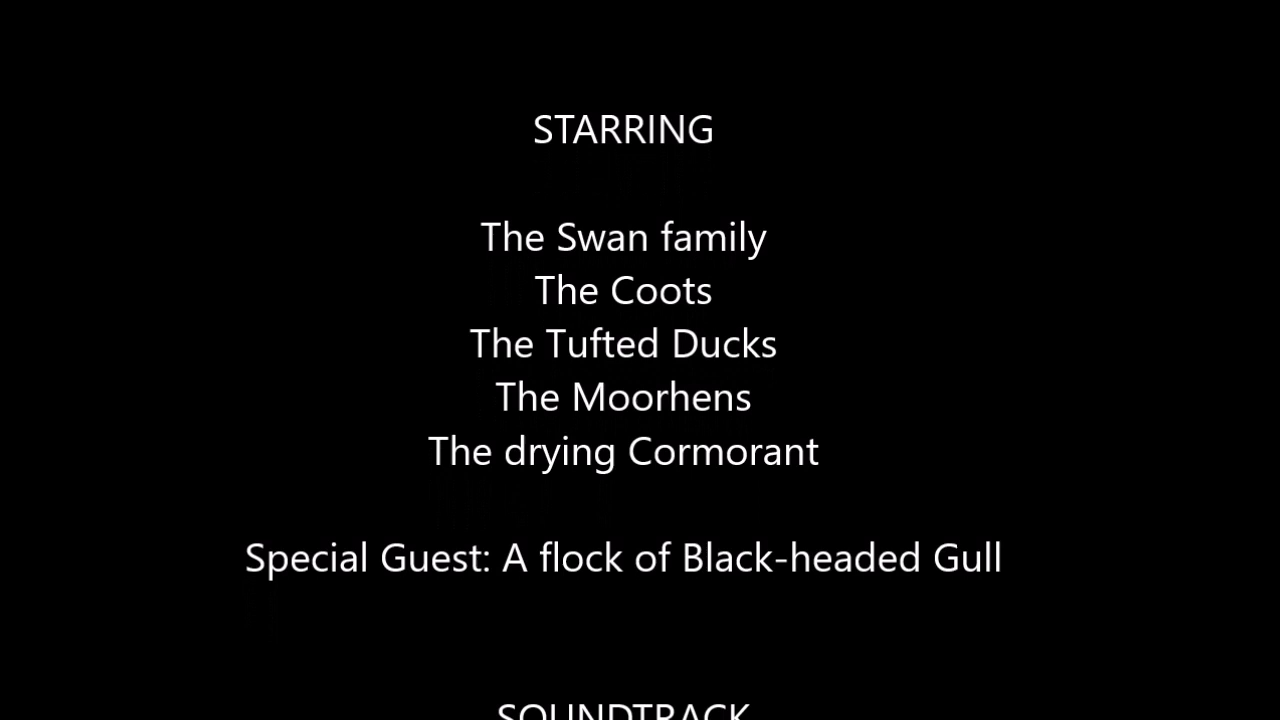 STARRING
The Swan family
The Coots
The Tufted Ducks
The Moorhens
The drying Cormorant
Special Guest: A flock of Black-headed Gull
SOUNDTRACK